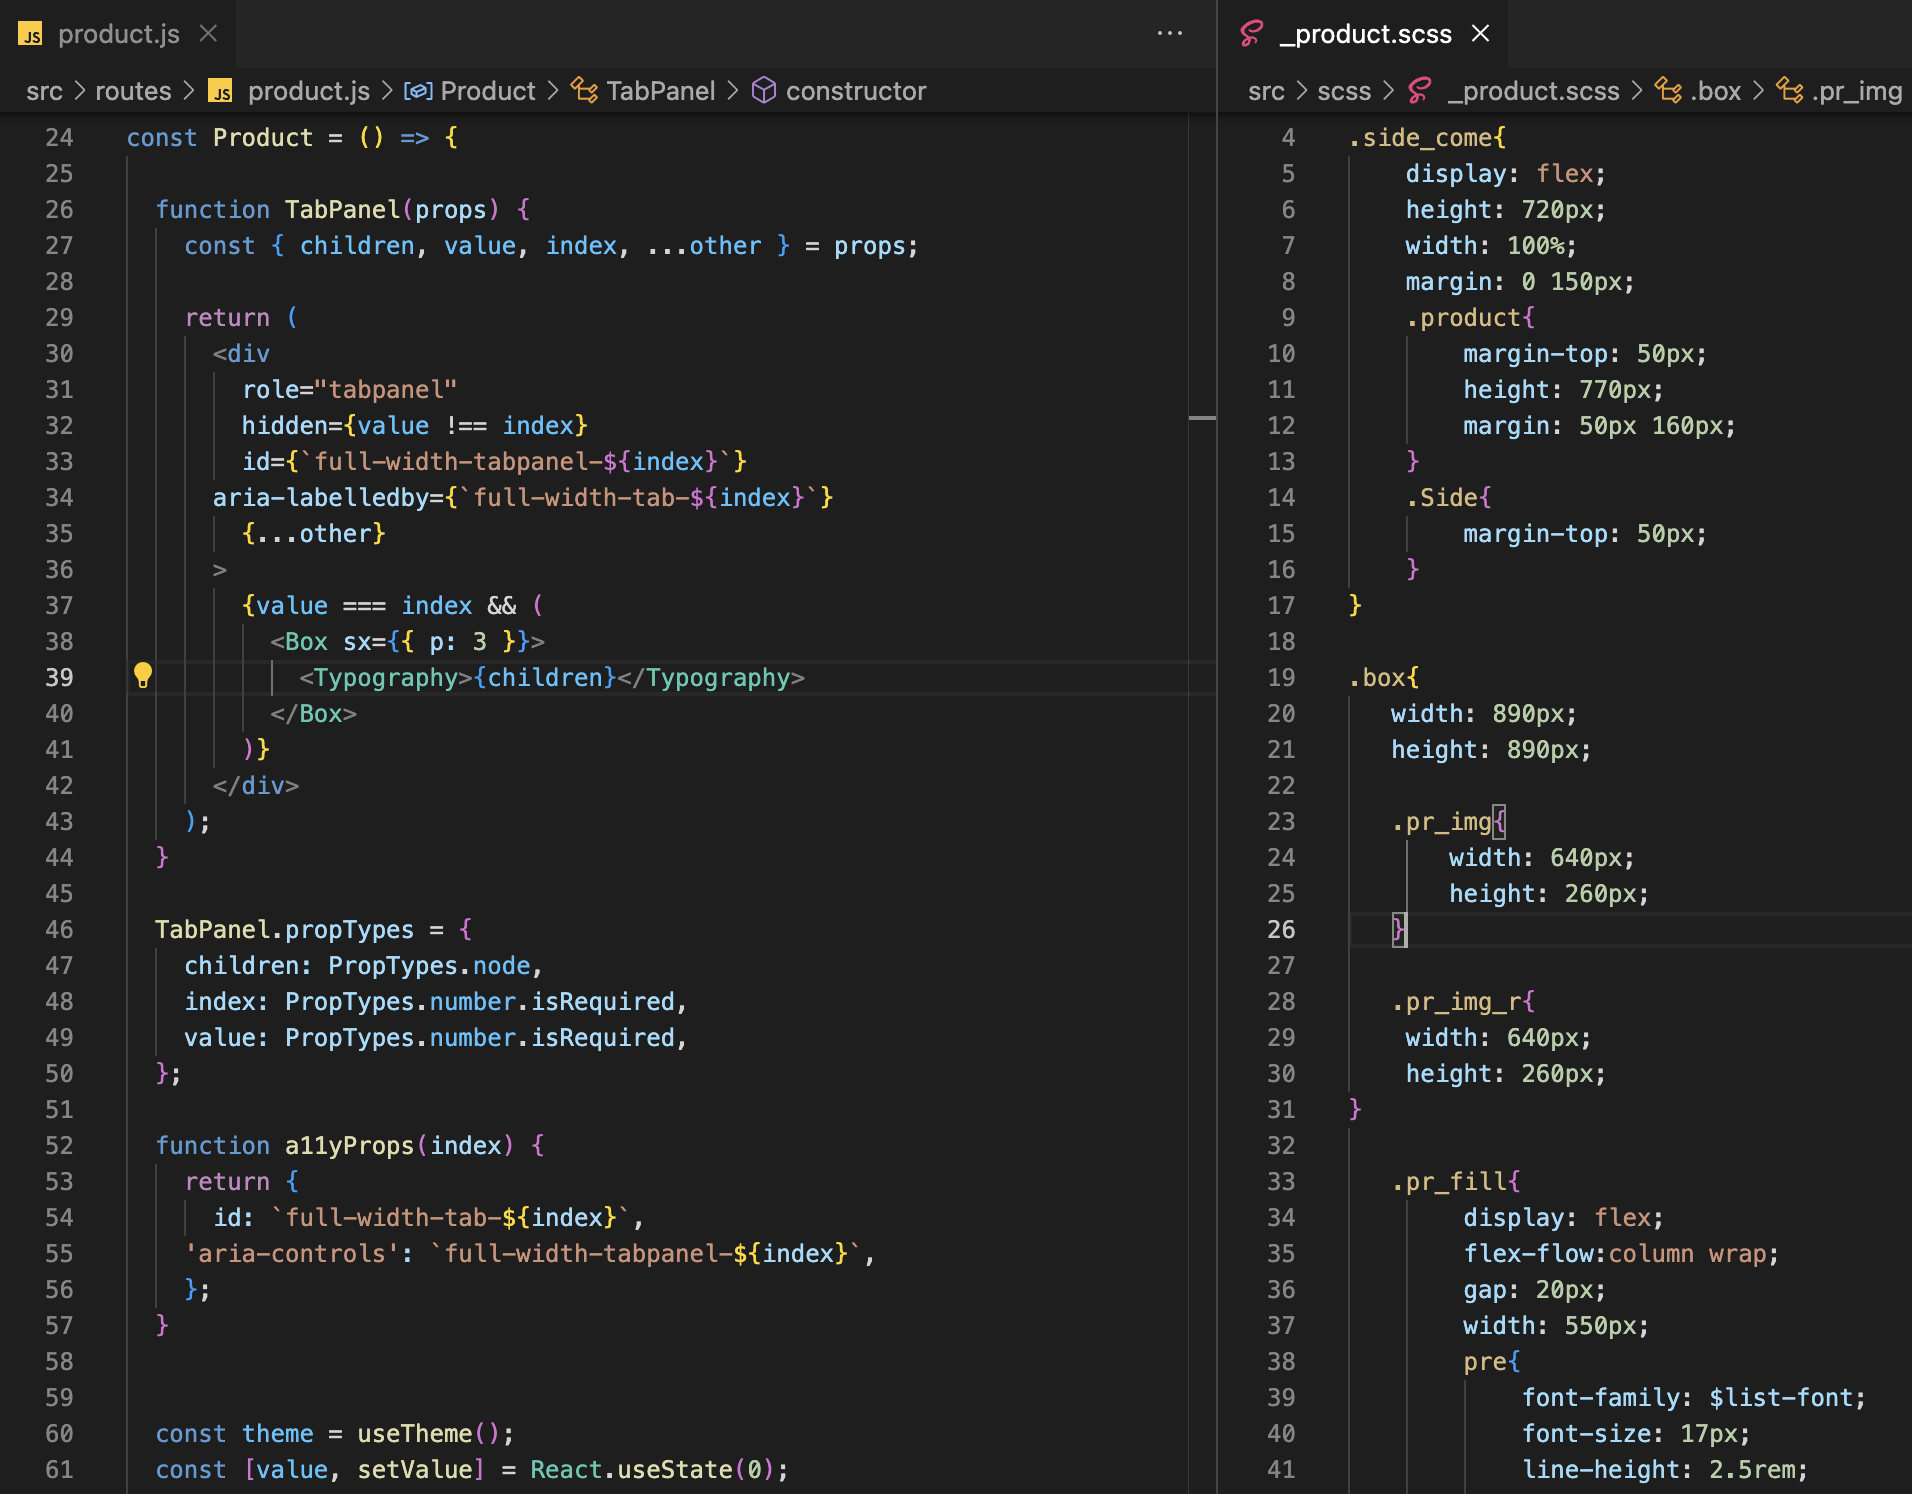 JS product.js
_product.scss
src > routes > JS product.js > Product > TabPanel > constructor
src > scss > _product.scss > .box > .pr_img
24 const Product = () => {
25
26 function TabPanel(props) {
27 const { children, value, index, ...other } = props;
28
29 return (
30 <div
31 role="tabpanel"
32 hidden={value !== index}
33 id={`full-width-tabpanel-${index}`}
34 aria-labelledby={`full-width-tab-${index}`}
35 {...other}
36 >
37 {value === index && (
38 <Box sx={{ p: 3 }}>
39 <Typography>{children}</Typography>
40 </Box>
41 )}
42 </div>
43 );
44 }
45
46 TabPanel.propTypes = {
47 children: PropTypes.node,
48 index: PropTypes.number.isRequired,
49 value: PropTypes.number.isRequired,
50 };
51
52 function a11yProps(index) {
53 return {
54 id: `full-width-tab-${index}`,
55 'aria-controls': `full-width-tabpanel-${index}`,
56 };
57 }
58
59
60 const theme = useTheme();
61 const [value, setValue] = React.useState(0);
4 .side_come{
5 display: flex;
6 height: 720px;
7 width: 100%;
8 margin: 0 150px;
9 .product{
10 margin-top: 50px;
11 height: 770px;
12 margin: 50px 160px;
13 }
14 .Side{
15 margin-top: 50px;
16 }
17 }
18
19 .box{
20 width: 890px;
21 height: 890px;
22
23 .pr_img{
24 width: 640px;
25 height: 260px;
26 }
27
28 .pr_img_r{
29 width: 640px;
30 height: 260px;
31 }
32
33 .pr_fill{
34 display: flex;
35 flex-flow:column wrap;
36 gap: 20px;
37 width: 550px;
38 pre{
39 font-family: $list-font;
40 font-size: 17px;
41 line-height: 2.5rem;